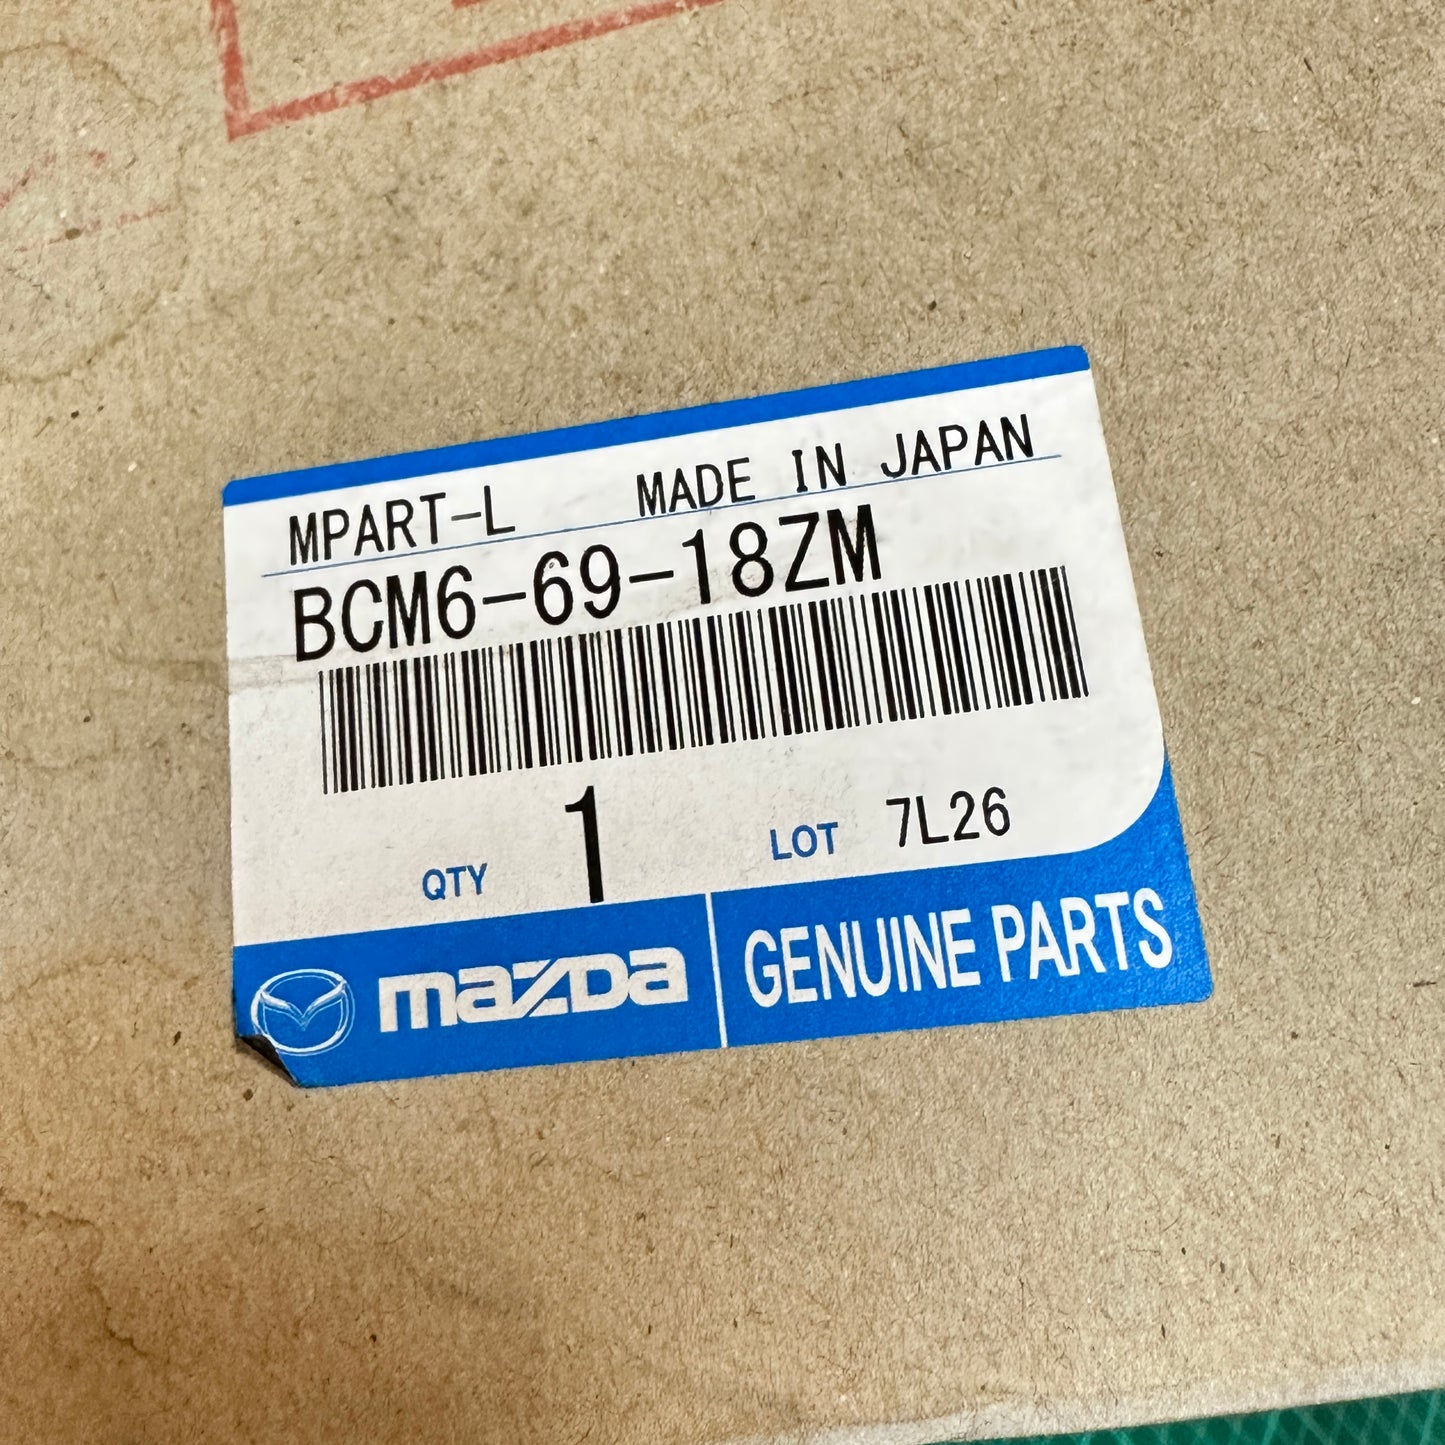 MPART-L MADE IN JAPAN
BCM6-69-18ZM
QTY 1 LOT 7L26
mazda GENUINE PARTS